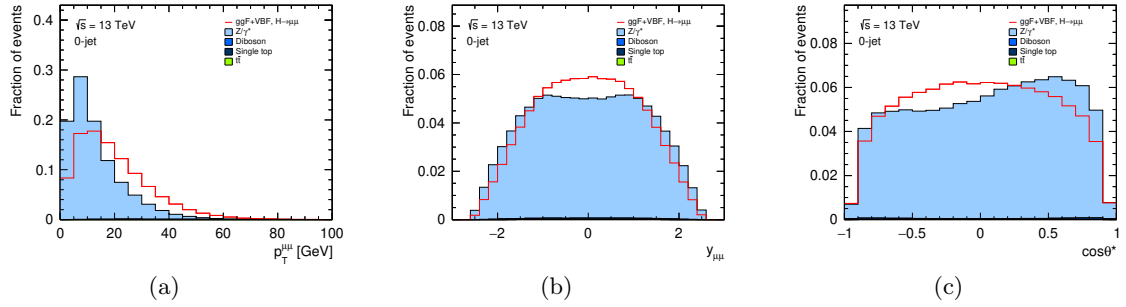 Fraction of events
0.4
0.3
0.2
0.1
0
√s = 13 TeV
0-jet
ggF+VBF, H→μμ
Z/γ*
Diboson
Single top
tt̄
0 20 40 60 80 100
p_T^μμ [GeV]
(a)
Fraction of events
0.08
0.06
0.04
0.02
0
√s = 13 TeV
0-jet
ggF+VBF, H→μμ
Z/γ*
Diboson
Single top
tt̄
−2 0 2
y_μμ
(b)
Fraction of events
0.1
0.08
0.06
0.04
0.02
0
√s = 13 TeV
0-jet
ggF+VBF, H→μμ
Z/γ*
Diboson
Single top
tt̄
−1 −0.5 0 0.5 1
cosθ*
(c)